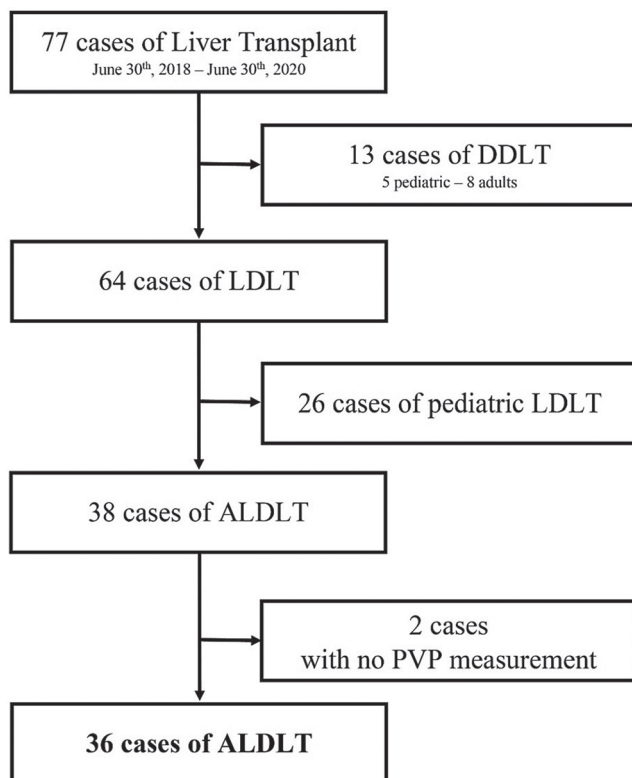 77 cases of Liver Transplant
June 30th, 2018 – June 30th, 2020
13 cases of DDLT
5 pediatric – 8 adults
64 cases of LDLT
26 cases of pediatric LDLT
38 cases of ALDLT
2 cases
with no PVP measurement
36 cases of ALDLT